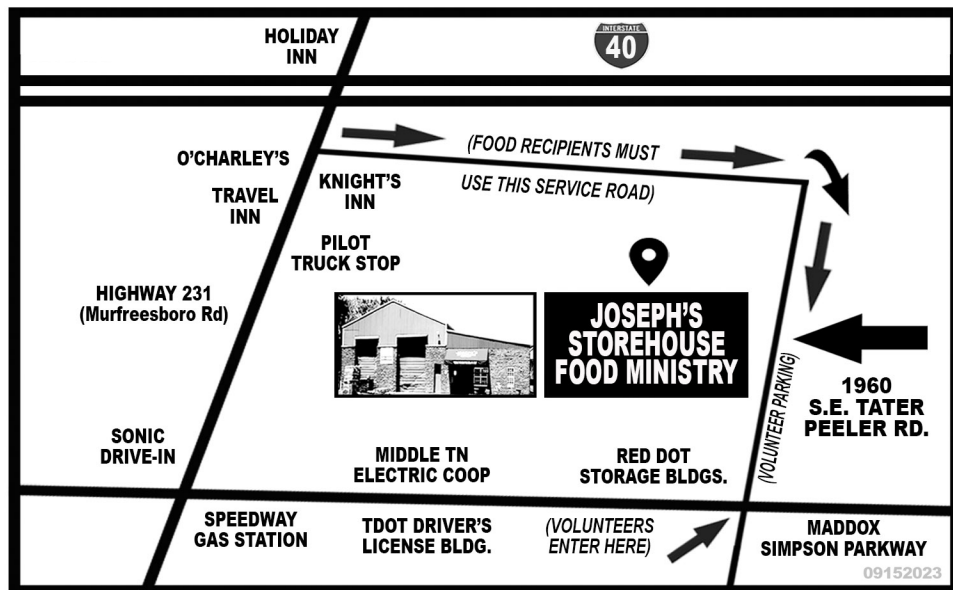 HOLIDAY
INN
INTERSTATE
40
O'CHARLEY'S
TRAVEL
INN
KNIGHT'S
INN
(FOOD RECIPIENTS MUST
USE THIS SERVICE ROAD)
PILOT
TRUCK STOP
HIGHWAY 231
(Murfreesboro Rd)
JOSEPH'S
STOREHOUSE
FOOD MINISTRY
(VOLUNTEER PARKING)
1960
S.E. TATER
PEELER RD.
SONIC
DRIVE-IN
MIDDLE TN
ELECTRIC COOP
RED DOT
STORAGE BLDGS.
SPEEDWAY
GAS STATION
TDOT DRIVER'S
LICENSE BLDG.
(VOLUNTEERS
ENTER HERE)
MADDOX
SIMPSON PARKWAY
09152023